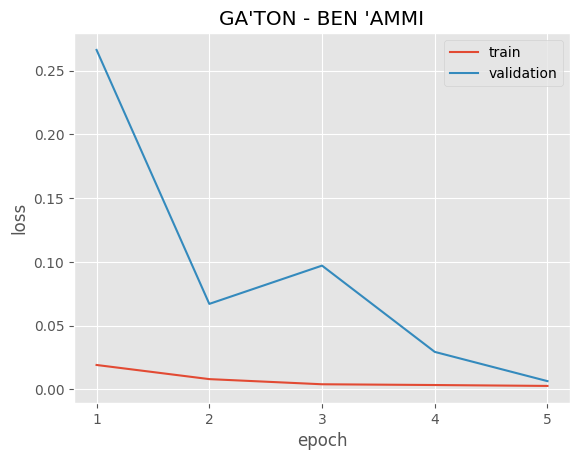 GA'TON - BEN 'AMMI
train
validation
loss
0.25
0.20
0.15
0.10
0.05
0.00
1 2 3 4 5
epoch